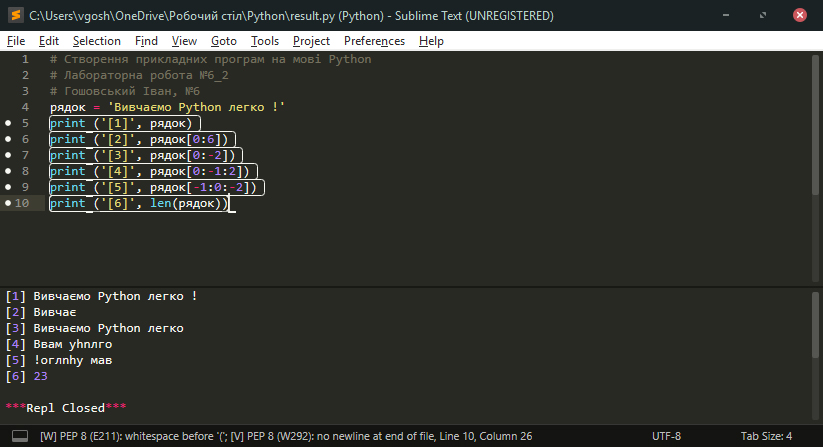 C:\Users\vgosh\OneDrive\Робочий стіл\Python\result.py (Python) - Sublime Text (UNREGISTERED)
File Edit Selection Find View Goto Tools Project Preferences Help
1 # Створення прикладних програм на мові Python
2 # Лабораторна робота №6_2
3 # Гошовський Іван, №6
4 рядок = 'Вивчаємо Python легко !'
5 print ('[1]', рядок)
6 print ('[2]', рядок[0:6])
7 print ('[3]', рядок[0:-2])
8 print ('[4]', рядок[0:-1:2])
9 print ('[5]', рядок[-1:0:-2])
10 print ('[6]', len(рядок))
[1] Вивчаємо Python легко !
[2] Вивчає
[3] Вивчаємо Python легко
[4] Ввам yhnлго
[5] !оглnhy мав
[6] 23
***Repl Closed***
[W] PEP 8 (E211): whitespace before '('; [V] PEP 8 (W292): no newline at end of file, Line 10, Column 26 UTF-8 Tab Size: 4